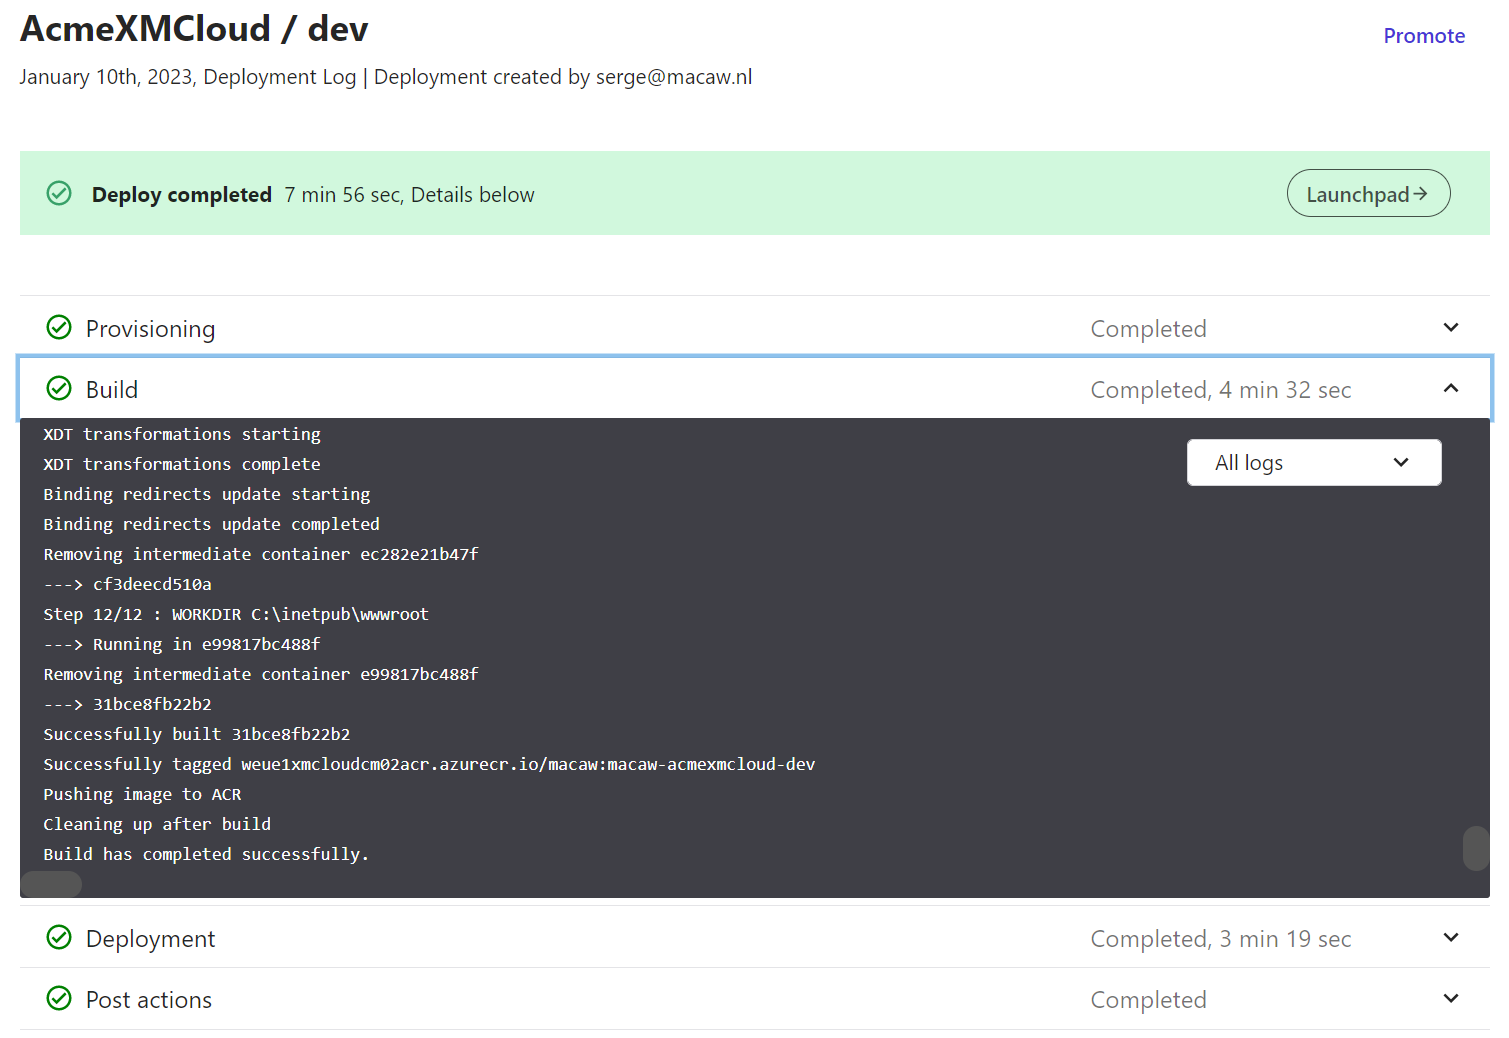 AcmeXMCloud / dev
Promote
January 10th, 2023, Deployment Log | Deployment created by serge@macaw.nl
Deploy completed 7 min 56 sec, Details below
Launchpad→
Provisioning
Completed
Build
Completed, 4 min 32 sec
All logs
XDT transformations starting
XDT transformations complete
Binding redirects update starting
Binding redirects update completed
Removing intermediate container ec282e21b47f
---> cf3deecd510a
Step 12/12 : WORKDIR C:\inetpub\wwwroot
---> Running in e99817bc488f
Removing intermediate container e99817bc488f
---> 31bce8fb22b2
Successfully built 31bce8fb22b2
Successfully tagged weue1xmcloudcm02acr.azurecr.io/macaw:macaw-acmexmcloud-dev
Pushing image to ACR
Cleaning up after build
Build has completed successfully.
Deployment
Completed, 3 min 19 sec
Post actions
Completed